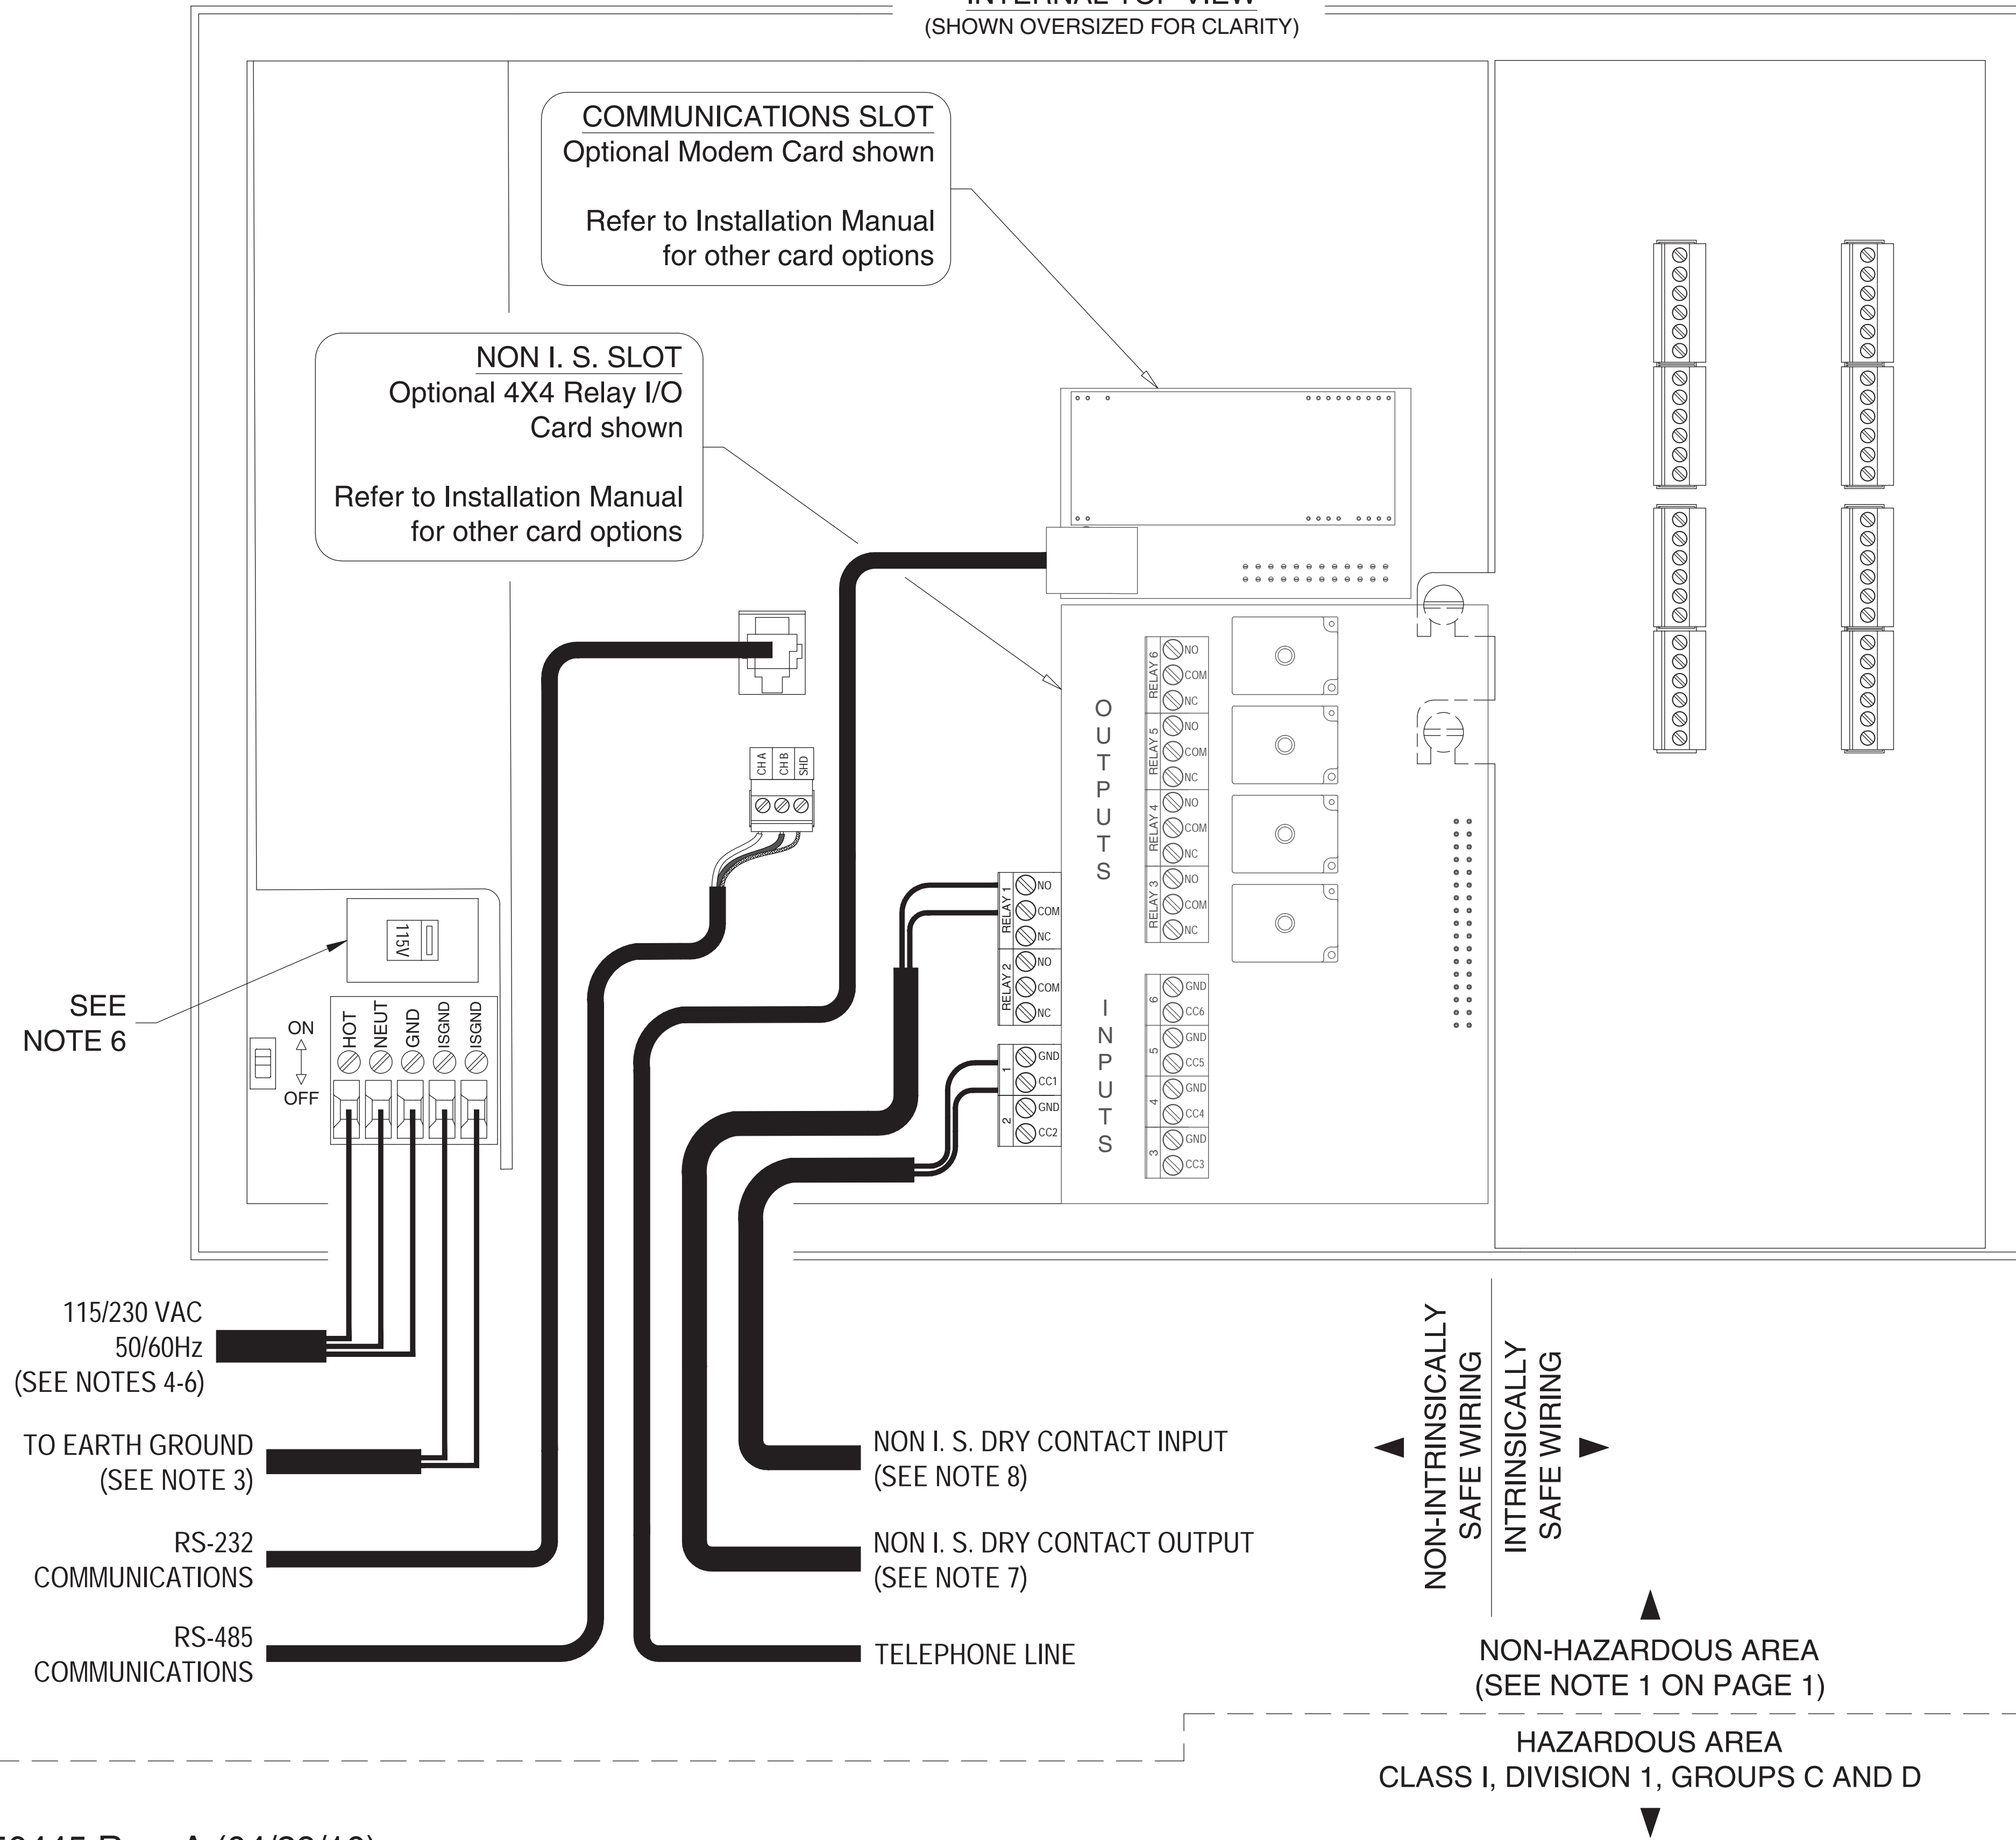 (SHOWN OVERSIZED FOR CLARITY)
COMMUNICATIONS SLOT
Optional Modem Card shown
Refer to Installation Manual
for other card options
NON I. S. SLOT
Optional 4X4 Relay I/O
Card shown
Refer to Installation Manual
for other card options
CH A
CH B
SHD
OUTPUTS
RELAY 6
NO
COM
NC
RELAY 5
NO
COM
NC
RELAY 4
NO
COM
NC
RELAY 3
NO
COM
NC
RELAY 1
NO
COM
NC
RELAY 2
NO
COM
NC
INPUTS
6
GND
CC6
5
GND
CC5
4
GND
CC4
3
GND
CC3
1
GND
CC1
2
GND
CC2
115V
SEE
NOTE 6
ON
OFF
HOT
NEUT
GND
ISGND
ISGND
115/230 VAC
50/60Hz
(SEE NOTES 4-6)
TO EARTH GROUND
(SEE NOTE 3)
RS-232
COMMUNICATIONS
RS-485
COMMUNICATIONS
NON I. S. DRY CONTACT INPUT
(SEE NOTE 8)
NON I. S. DRY CONTACT OUTPUT
(SEE NOTE 7)
TELEPHONE LINE
NON-INTRINSICALLY
SAFE WIRING
INTRINSICALLY
SAFE WIRING
NON-HAZARDOUS AREA
(SEE NOTE 1 ON PAGE 1)
HAZARDOUS AREA
CLASS I, DIVISION 1, GROUPS C AND D